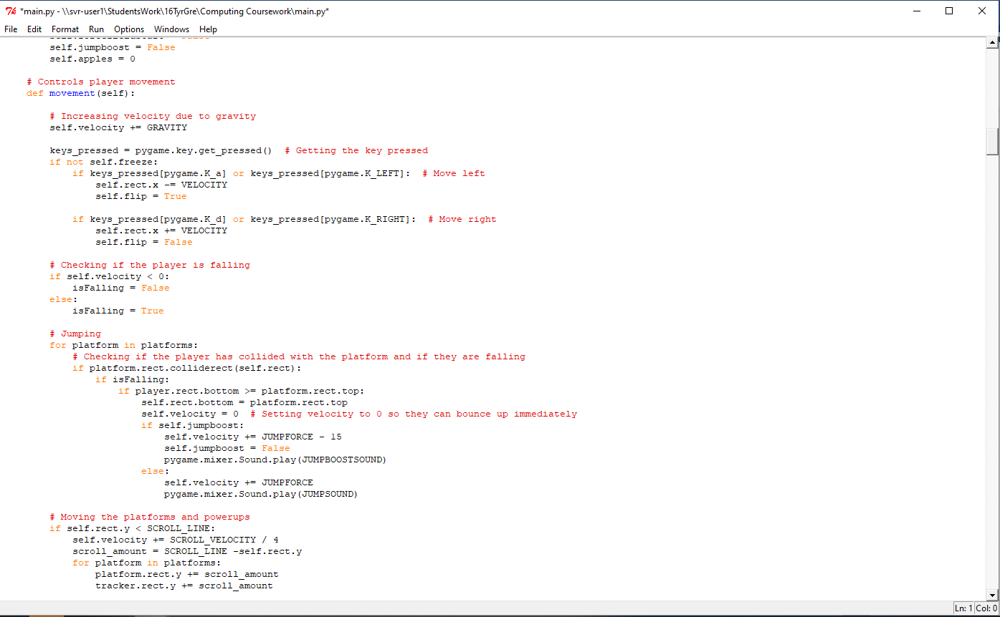 *main.py - \\svr-user1\StudentsWork\16TyrGre\Computing Coursework\main.py*
File Edit Format Run Options Windows Help
self.jumpboost = False
self.apples = 0
# Controls player movement
def movement(self):
# Increasing velocity due to gravity
self.velocity += GRAVITY
keys_pressed = pygame.key.get_pressed()  # Getting the key pressed
if not self.freeze:
if keys_pressed[pygame.K_a] or keys_pressed[pygame.K_LEFT]:  # Move left
self.rect.x -= VELOCITY
self.flip = True
if keys_pressed[pygame.K_d] or keys_pressed[pygame.K_RIGHT]:  # Move right
self.rect.x += VELOCITY
self.flip = False
# Checking if the player is falling
if self.velocity < 0:
isFalling = False
else:
isFalling = True
# Jumping
for platform in platforms:
# Checking if the player has collided with the platform and if they are falling
if platform.rect.colliderect(self.rect):
if isFalling:
if player.rect.bottom >= platform.rect.top:
self.rect.bottom = platform.rect.top
self.velocity = 0  # Setting velocity to 0 so they can bounce up immediately
if self.jumpboost:
self.velocity += JUMPFORCE - 15
self.jumpboost = False
pygame.mixer.Sound.play(JUMPBOOSTSOUND)
else:
self.velocity += JUMPFORCE
pygame.mixer.Sound.play(JUMPSOUND)
# Moving the platforms and powerups
if self.rect.y < SCROLL_LINE:
self.velocity += SCROLL_VELOCITY / 4
scroll_amount = SCROLL_LINE -self.rect.y
for platform in platforms:
platform.rect.y += scroll_amount
tracker.rect.y += scroll_amount
Ln: 1 Col: 0